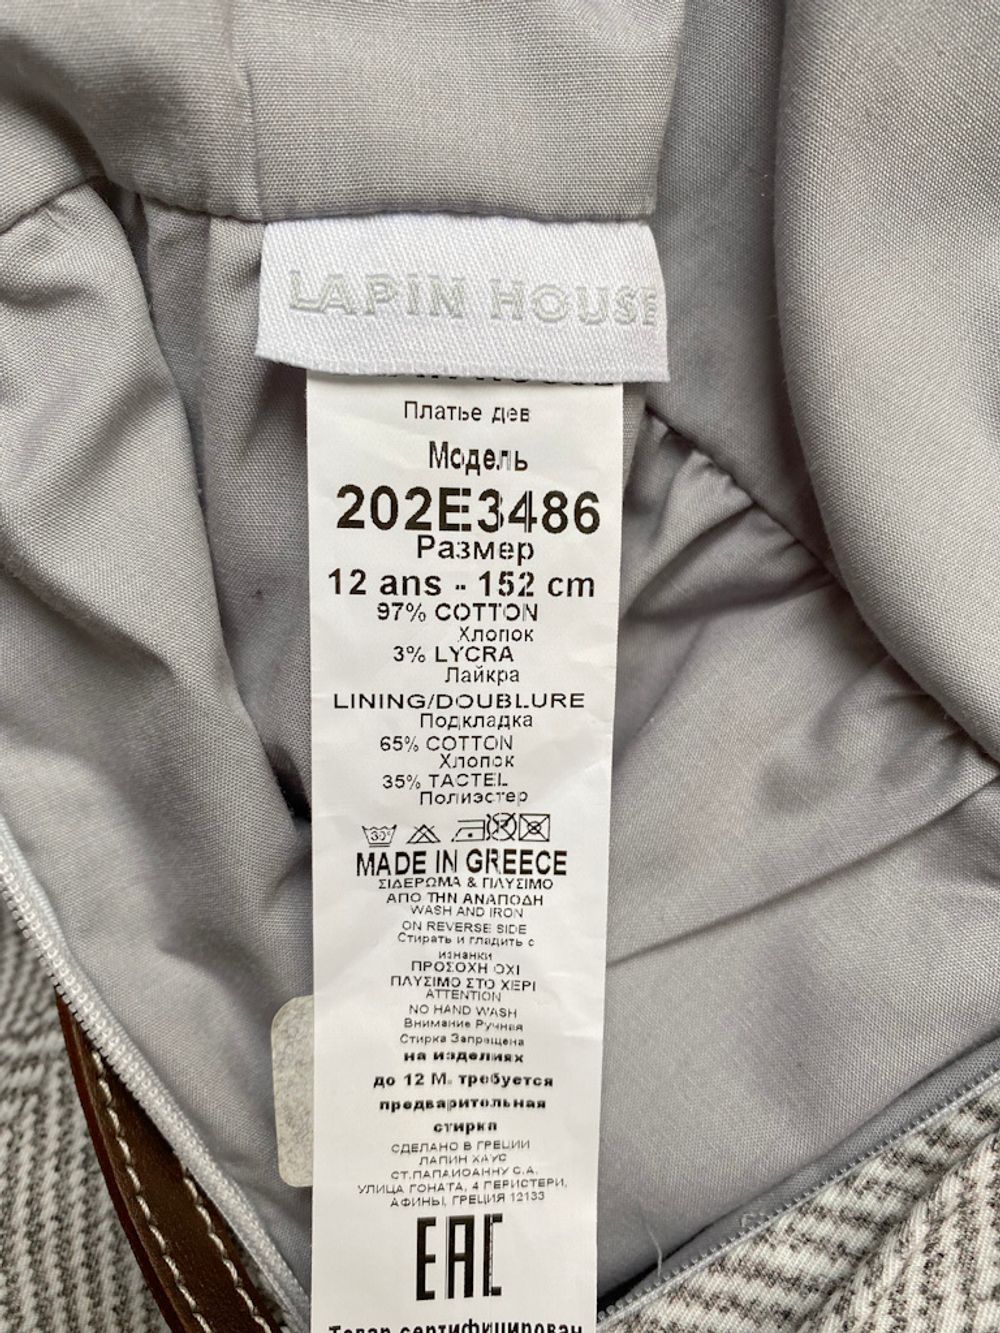 LAPIN HOUSE
Платье дев
Модель
202E3486
Размер
12 ans - 152 cm
97% COTTON
Хлопок
3% LYCRA
Лайкра
LINING/DOUBLURE
Подкладка
65% COTTON
Хлопок
35% TACTEL
Полиэстер
30°
MADE IN GREECE
ΣΙΔΕΡΩΜΑ & ΠΛΥΣΙΜΟ
ΑΠΟ ΤΗΝ ΑΝΑΠΟΔΗ
WASH AND IRON
ON REVERSE SIDE
Стирать и гладить с
изнанки
ΠΡΟΣΟΧΗ ΟΧΙ
ΠΛΥΣΙΜΟ ΣΤΟ ΧΕΡΙ
ATTENTION
NO HAND WASH
Внимание Ручная
Стирка Запрещена
на изделиях
до 12 М. требуется
предварительная
стирка
СДЕЛАНО В ГРЕЦИИ
ЛАПИН ХАУС
СТ.ПАПАИОАННУ С.А.
УЛИЦА ГОНАТА, 4 ПЕРИСТЕРИ,
АФИНЫ, ГРЕЦИЯ 12133
EAC
Товар сертифицирован